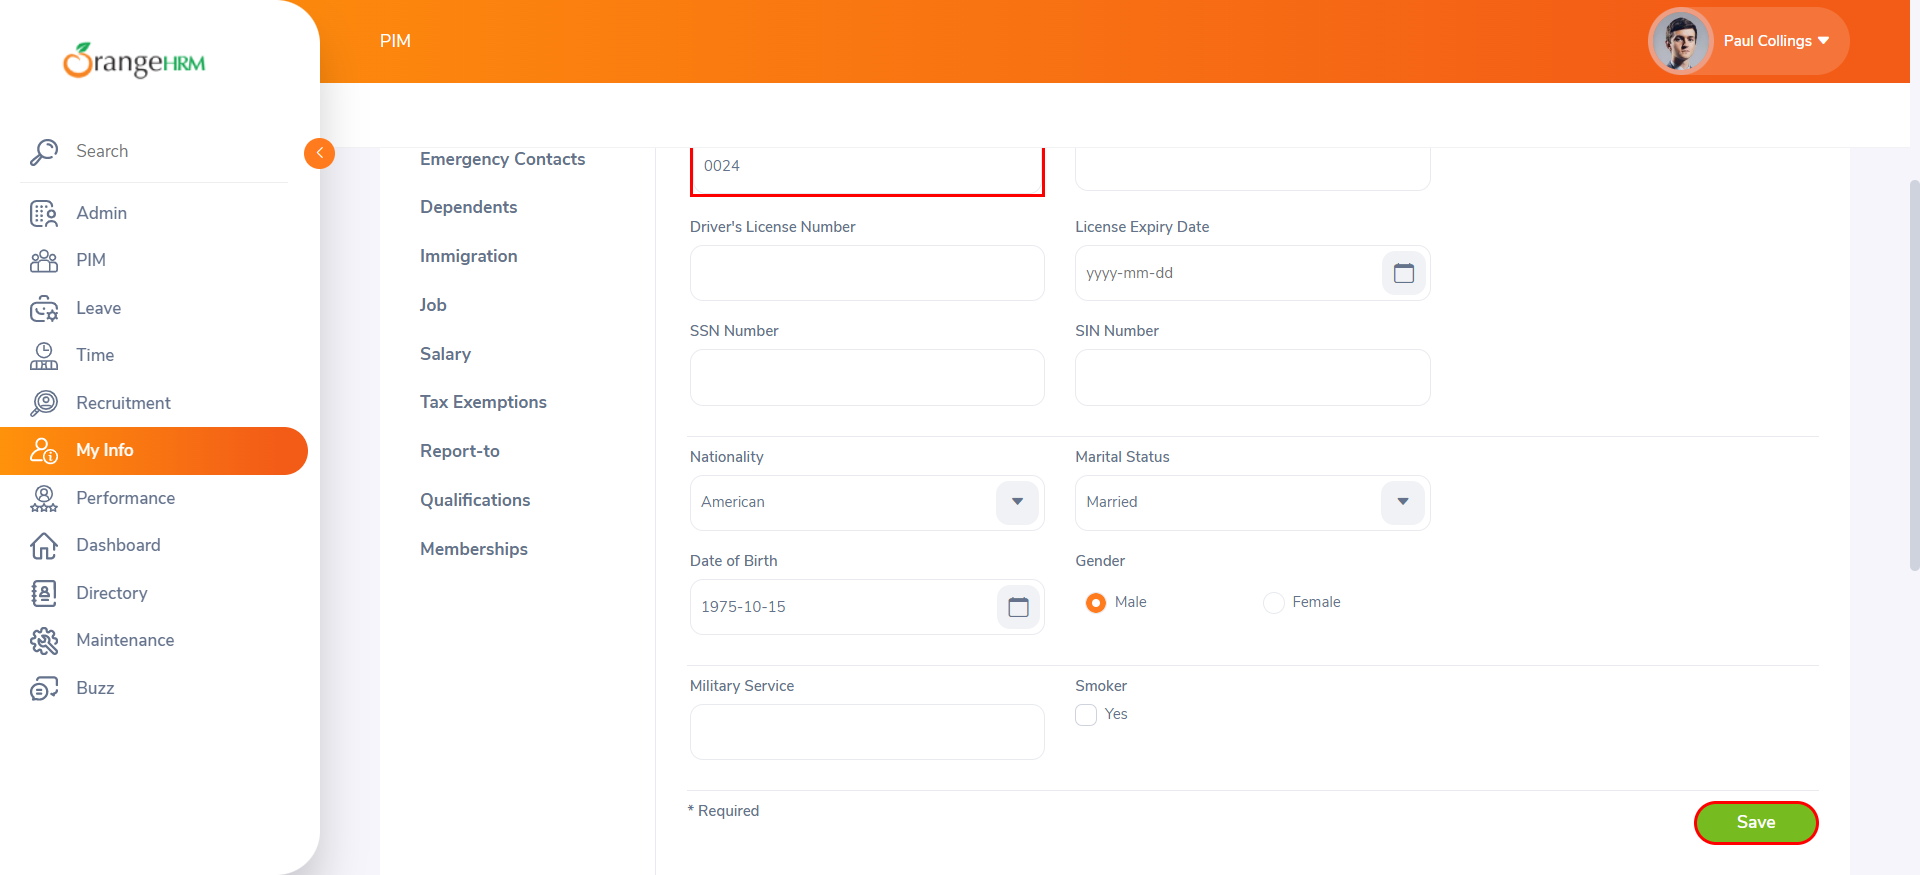 OrangeHRM
PIM
Paul Collings
Search
Admin
PIM
Leave
Time
Recruitment
My Info
Performance
Dashboard
Directory
Maintenance
Buzz
Emergency Contacts
Dependents
Immigration
Job
Salary
Tax Exemptions
Report-to
Qualifications
Memberships
0024
Driver's License Number
License Expiry Date
yyyy-mm-dd
SSN Number
SIN Number
Nationality
Marital Status
American
Married
Date of Birth
Gender
1975-10-15
Male
Female
Military Service
Smoker
Yes
* Required
Save